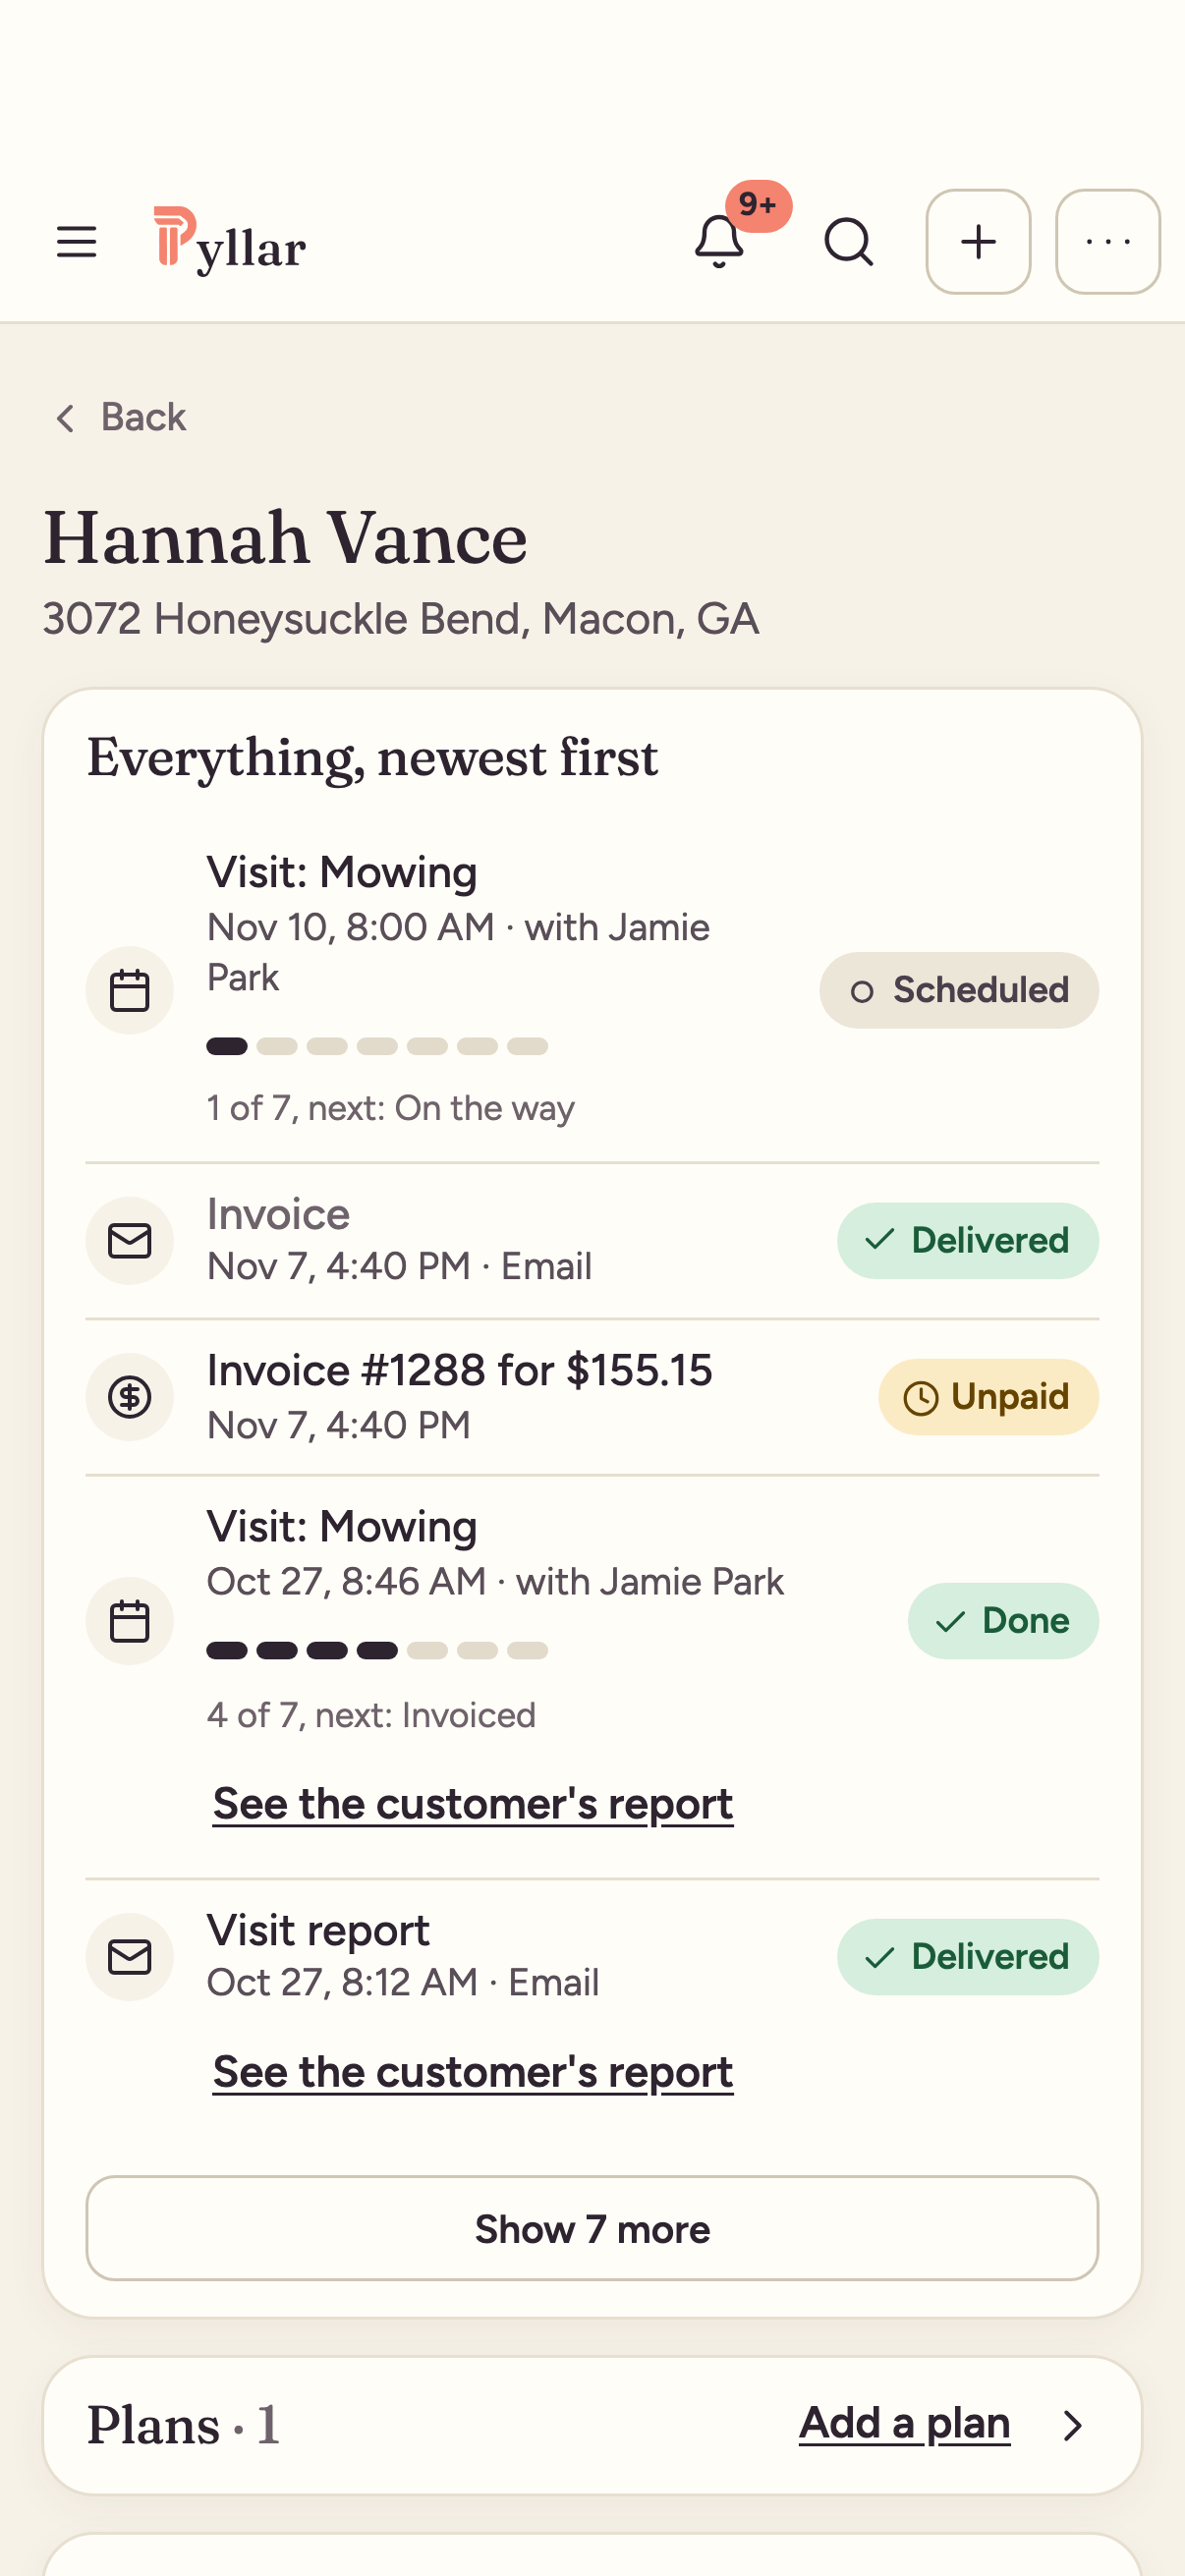 Pyllar
9+
Back
Hannah Vance
3072 Honeysuckle Bend, Macon, GA
Everything, newest first
Visit: Mowing
Nov 10, 8:00 AM · with Jamie
Park
Scheduled
1 of 7, next: On the way
Invoice
Nov 7, 4:40 PM · Email
Delivered
Invoice #1288 for $155.15
Nov 7, 4:40 PM
Unpaid
Visit: Mowing
Oct 27, 8:46 AM · with Jamie Park
Done
4 of 7, next: Invoiced
See the customer's report
Visit report
Oct 27, 8:12 AM · Email
Delivered
See the customer's report
Show 7 more
Plans · 1
Add a plan